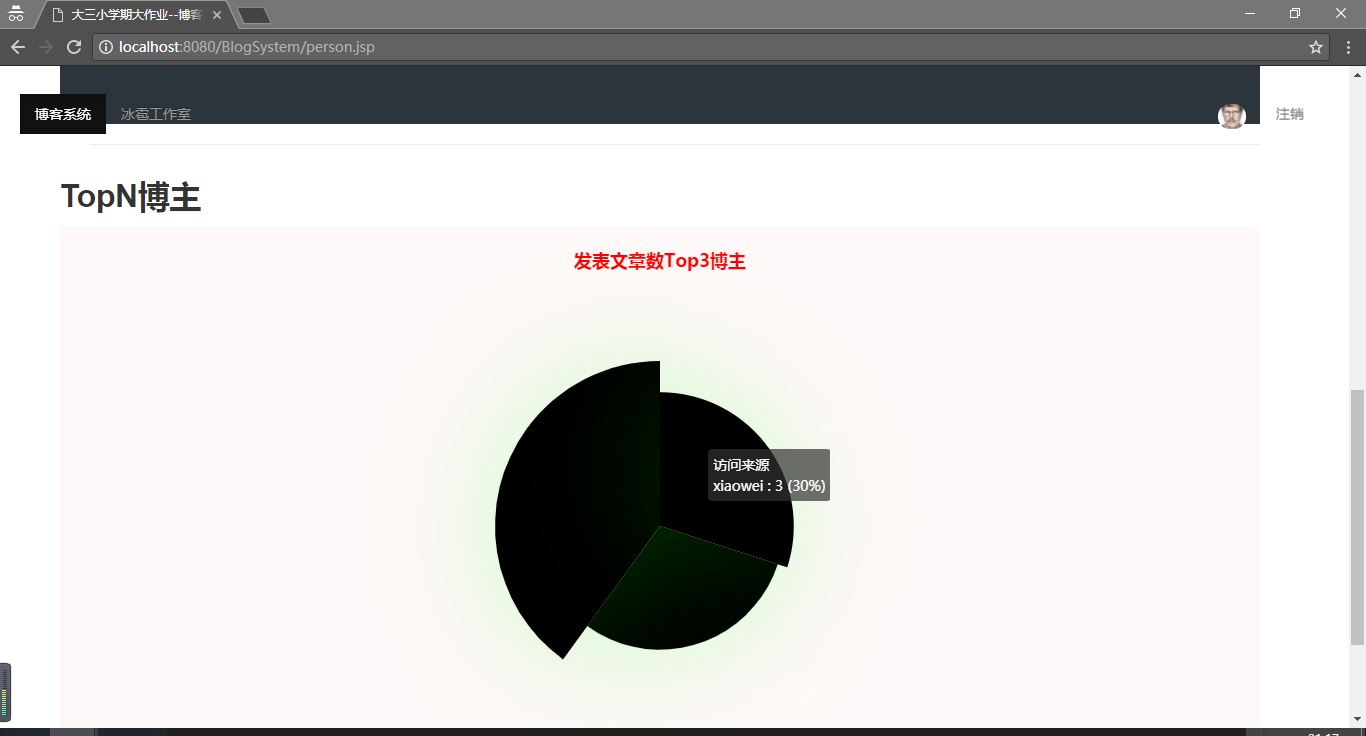 大三小学期大作业--博客
localhost:8080/BlogSystem/person.jsp
博客系统 冰雹工作室 注销
TopN博主
发表文章数Top3博主
访问来源
xiaowei : 3 (30%)